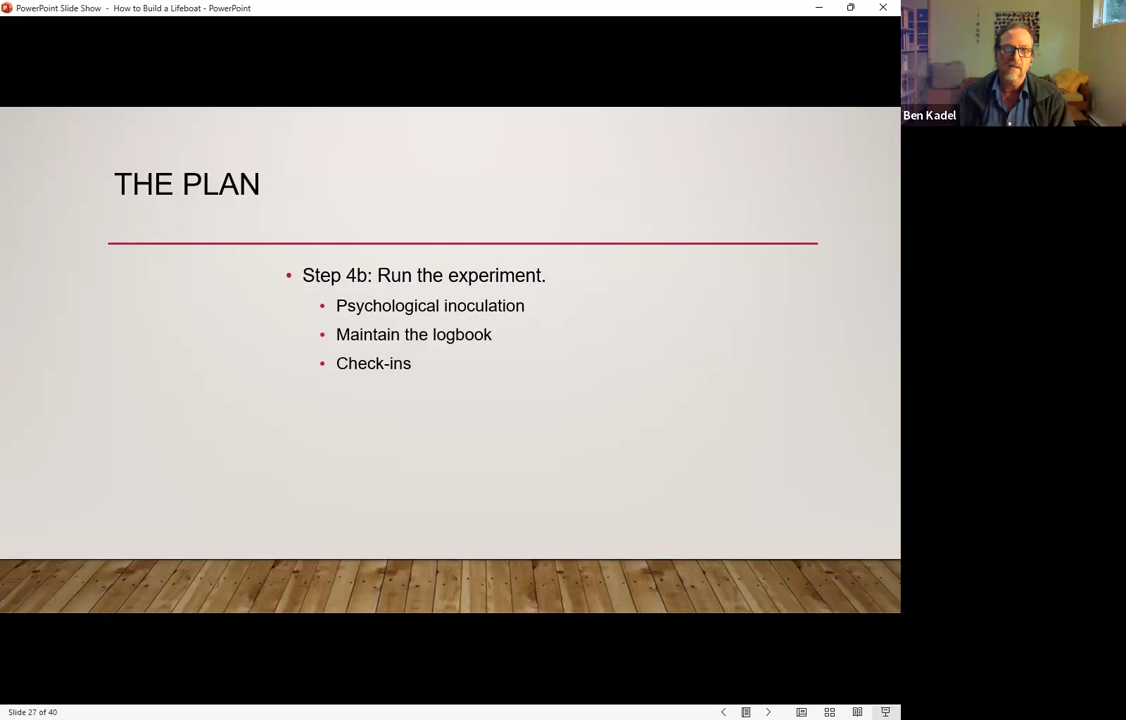 PowerPoint Slide Show - How to Build a Lifeboat - PowerPoint
Ben Kadel
THE PLAN
• Step 4b: Run the experiment.
• Psychological inoculation
• Maintain the logbook
• Check-ins
Slide 27 of 40